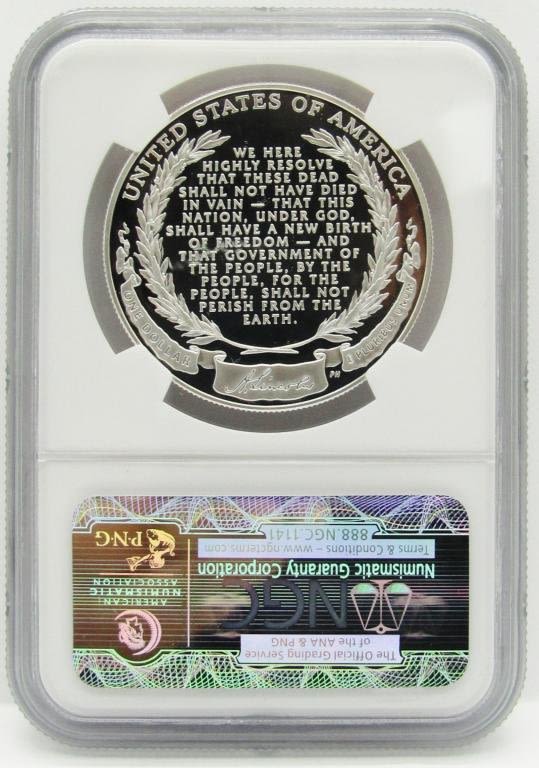 UNITED STATES OF AMERICA
WE HERE
HIGHLY RESOLVE
THAT THESE DEAD
SHALL NOT HAVE DIED
IN VAIN — THAT THIS
NATION, UNDER GOD,
SHALL HAVE A NEW BIRTH
OF FREEDOM — AND
THAT GOVERNMENT OF
THE PEOPLE, BY THE
PEOPLE, FOR THE
PEOPLE, SHALL NOT
PERISH FROM THE
EARTH.
ONE DOLLAR
A. Lincoln
PH
E PLURIBUS UNUM
The Official Grading Service
of the ANA & PNG
NGC
Numismatic Guaranty Corporation
Terms & Conditions – www.ngcterms.com
888.NGC.1141
AMERICAN
NUMISMATIC
ASSOCIATION
P·N·G